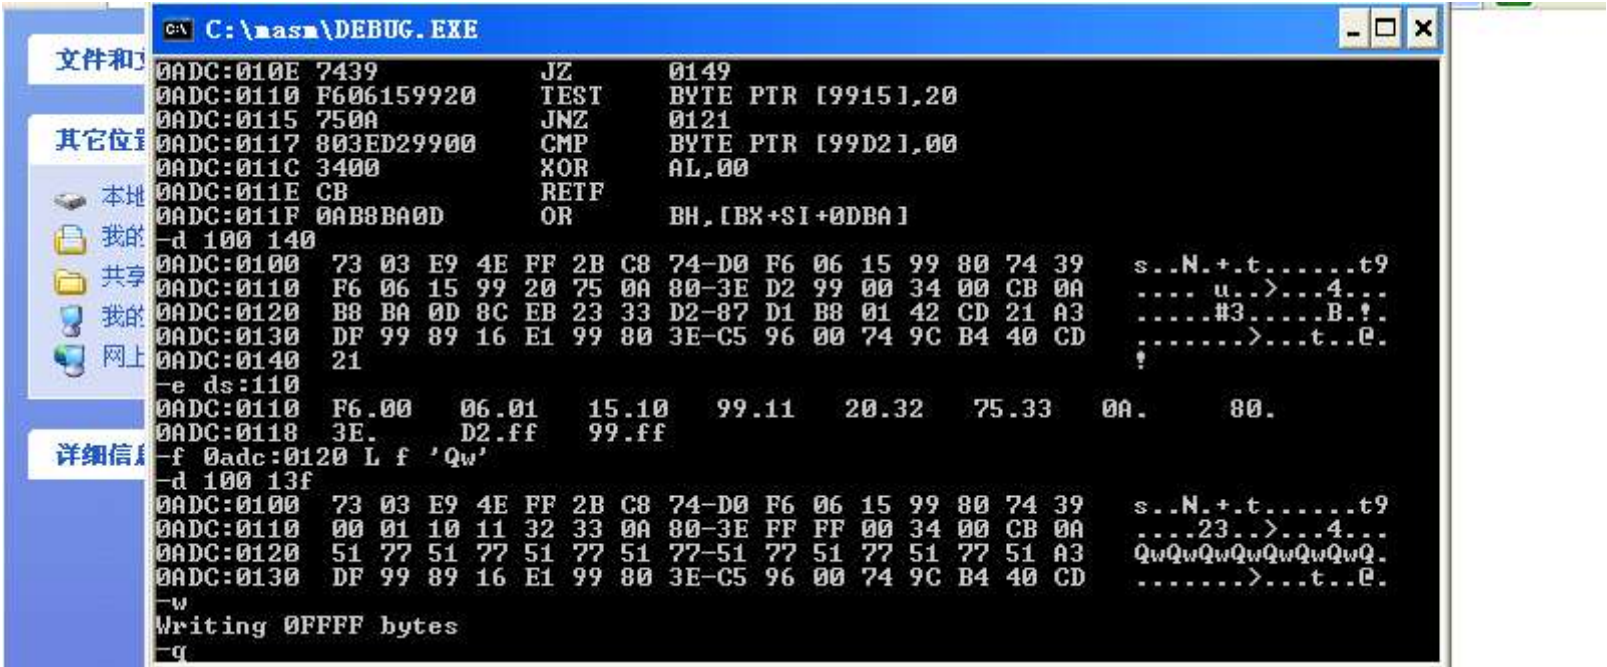 C:\masm\DEBUG.EXE
文件和文
其它位置
本地
我的
共享
我的
网上
详细信息
0ADC:010E 7439 JZ 0149
0ADC:0110 F606159920 TEST BYTE PTR [9915],20
0ADC:0115 750A JNZ 0121
0ADC:0117 803ED29900 CMP BYTE PTR [99D2],00
0ADC:011C 3400 XOR AL,00
0ADC:011E CB RETF
0ADC:011F 0AB8BA0D OR BH,[BX+SI+0DBA]
-d 100 140
0ADC:0100 73 03 E9 4E FF 2B C8 74-D0 F6 06 15 99 80 74 39 s..N.+.t......t9
0ADC:0110 F6 06 15 99 20 75 0A 80-3E D2 99 00 34 00 CB 0A .... u..>...4...
0ADC:0120 B8 BA 0D 8C EB 23 33 D2-87 D1 B8 01 42 CD 21 A3 .....#3.....B.!.
0ADC:0130 DF 99 89 16 E1 99 80 3E-C5 96 00 74 9C B4 40 CD .......>...t..@.
0ADC:0140 21 !
-e ds:110
0ADC:0110 F6.00 06.01 15.10 99.11 20.32 75.33 0A. 80.
0ADC:0118 3E. D2.ff 99.ff
-f 0adc:0120 L f 'Qw'
-d 100 13f
0ADC:0100 73 03 E9 4E FF 2B C8 74-D0 F6 06 15 99 80 74 39 s..N.+.t......t9
0ADC:0110 00 01 10 11 32 33 0A 80-3E FF FF 00 34 00 CB 0A ....23..>...4...
0ADC:0120 51 77 51 77 51 77 51 77-51 77 51 77 51 77 51 A3 QwQwQwQwQwQwQwQ.
0ADC:0130 DF 99 89 16 E1 99 80 3E-C5 96 00 74 9C B4 40 CD .......>...t..@.
-w
Writing 0FFFF bytes
-q